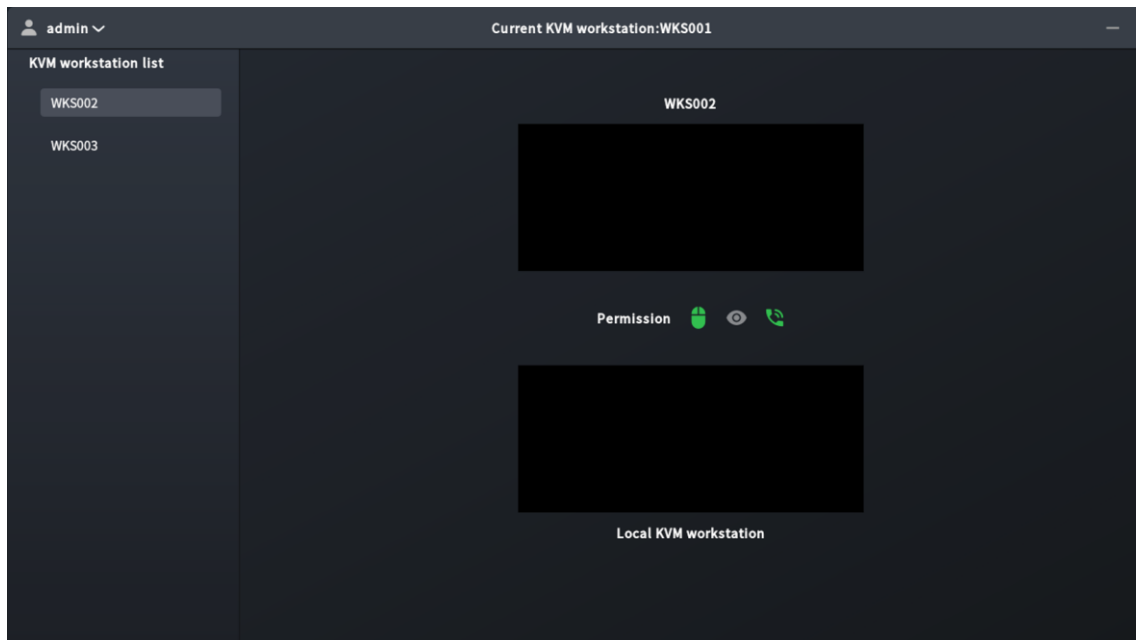 admin
Current KVM workstation:WKS001
KVM workstation list
WKS002
WKS003
WKS002
Permission
Local KVM workstation